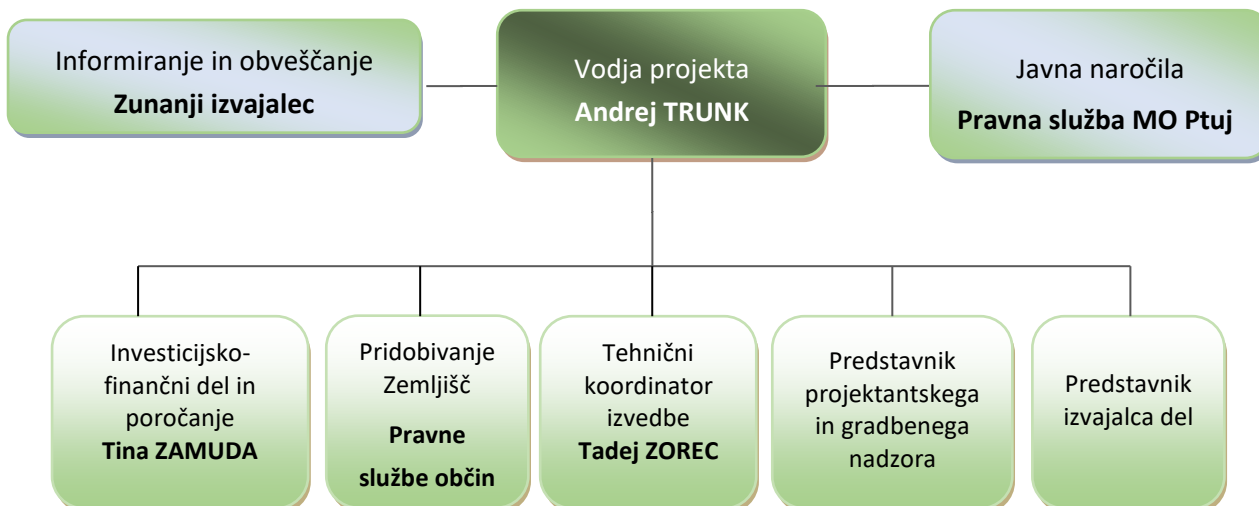 Informiranje in obveščanje
Zunanji izvajalec
Vodja projekta
Andrej TRUNK
Javna naročila
Pravna služba MO Ptuj
Investicijsko-
finančni del in
poročanje
Tina ZAMUDA
Pridobivanje
Zemljišč
Pravne
službe občin
Tehnični
koordinator
izvedbe
Tadej ZOREC
Predstavnik
projektantskega
in gradbenega
nadzora
Predstavnik
izvajalca del